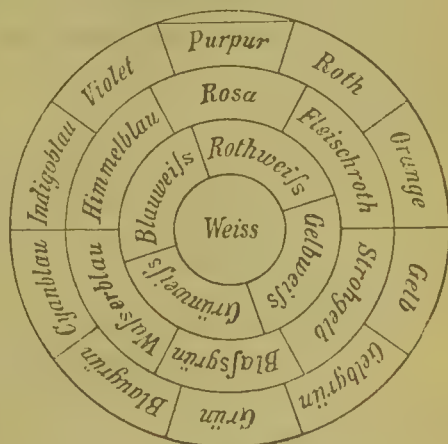 Purpur
Roth
Orange
Gelb
Gelbgrün
Grün
Blaugrün
Cyanblau
Indigoblau
Violet
Rosa
Fleischroth
Strohgelb
Blaſsgrün
Waſserblau
Himmelblau
Rothweiſs
Gelbweiſs
Grünweiſs
Blauweiſs
Weiss